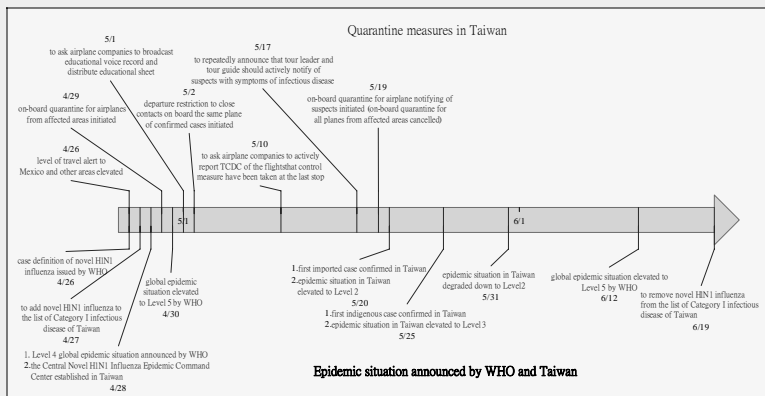 Quarantine measures in Taiwan
5/1
to ask airplane companies to broadcast
educational voice record and
distribute educational sheet
5/17
to repeatedly announce that tour leader and
tour guide should actively notify of
suspects with symptoms of infectious disease
4/29
on-board quarantine for airplanes
from affected areas initiated
5/2
departure restriction to close
contacts on board the same plane
of confirmed cases initiated
5/19
on-board quarantine for airplane notifying of
suspects initiated (on-board quarantine for
all planes from affected areas cancelled)
4/26
level of travel alert to
Mexico and other areas elevated
5/10
to ask airplane companies to actively
report TCDC of the flightsthat control
measure have been taken at the last stop
5/1
6/1
case definition of novel H1N1
influenza issued by WHO
4/26
to add novel H1N1 influenza to
the list of Category I infectious
disease of Taiwan
4/27
1. Level 4 global epidemic situation announced by WHO
2.the Central Novel H1N1 Influenza Epidemic Command
Center established in Taiwan
4/28
global epidemic
situation elevated
to Level 5 by WHO
4/30
1.first imported case confirmed in Taiwan
2.epidemic situation in Taiwan
elevated to Level 2
5/20
1.first indigenous case confirmed in Taiwan
2.epidemic situation in Taiwan elevated to Level 3
5/25
epidemic situation in Taiwan
degraded down to Level2
5/31
global epidemic situation elevated to
Level 5 by WHO
6/12
to remove novel H1N1 influenza
from the list of Category I infectious
disease of Taiwan
6/19
Epidemic situation announced by WHO and Taiwan